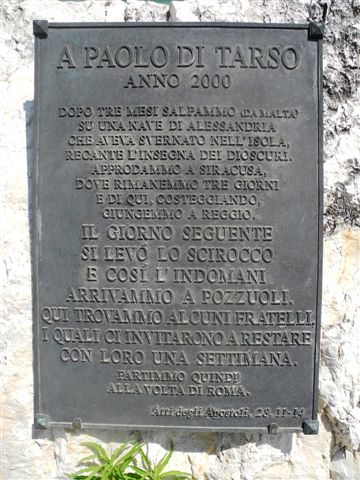 A PAOLO DI TARSO
ANNO 2000
DOPO TRE MESI SALPAMMO (DA MALTA)
SU UNA NAVE DI ALESSANDRIA
CHE AVEVA SVERNATO NELL'ISOLA,
RECANTE L'INSEGNA DEI DIOSCURI.
APPRODAMMO A SIRACUSA,
DOVE RIMANEMMO TRE GIORNI
E DI QUI, COSTEGGIANDO,
GIUNGEMMO A REGGIO.
IL GIORNO SEGUENTE
SI LEVÓ LO SCIROCCO
E COSÍ L'INDOMANI
ARRIVAMMO A POZZUOLI.
QUI TROVAMMO ALCUNI FRATELLI.
I QUALI CI INVITARONO A RESTARE
CON LORO UNA SETTIMANA.
PARTIMMO QUINDI
ALLA VOLTA DI ROMA.
Atti degli Apostoli, 28, 11-14